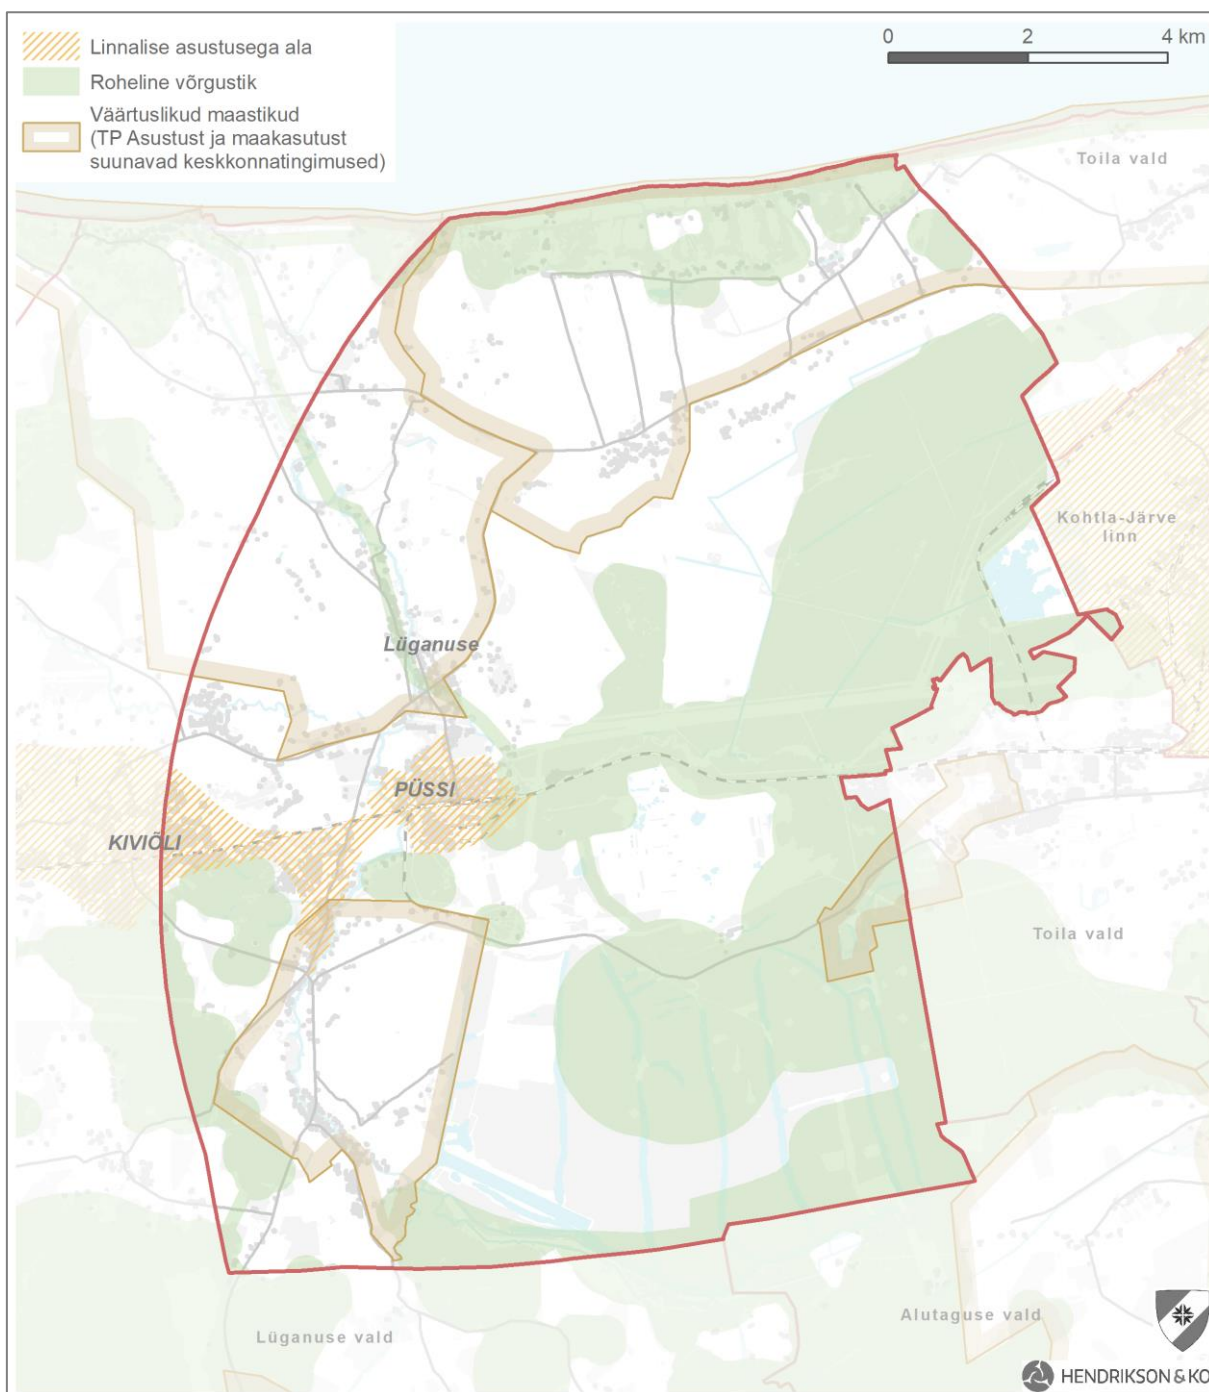 Linnalise asustusega ala
Roheline võrgustik
Väärtuslikud maastikud
(TP Asustust ja maakasutust
suunavad keskkonnatingimused)
0 2 4 km
Toila vald
Kohtla-Järve
linn
Lüganuse
PÜSSI
KIVIÕLI
Toila vald
Alutaguse vald
Lüganuse vald
HENDRIKSON & KO